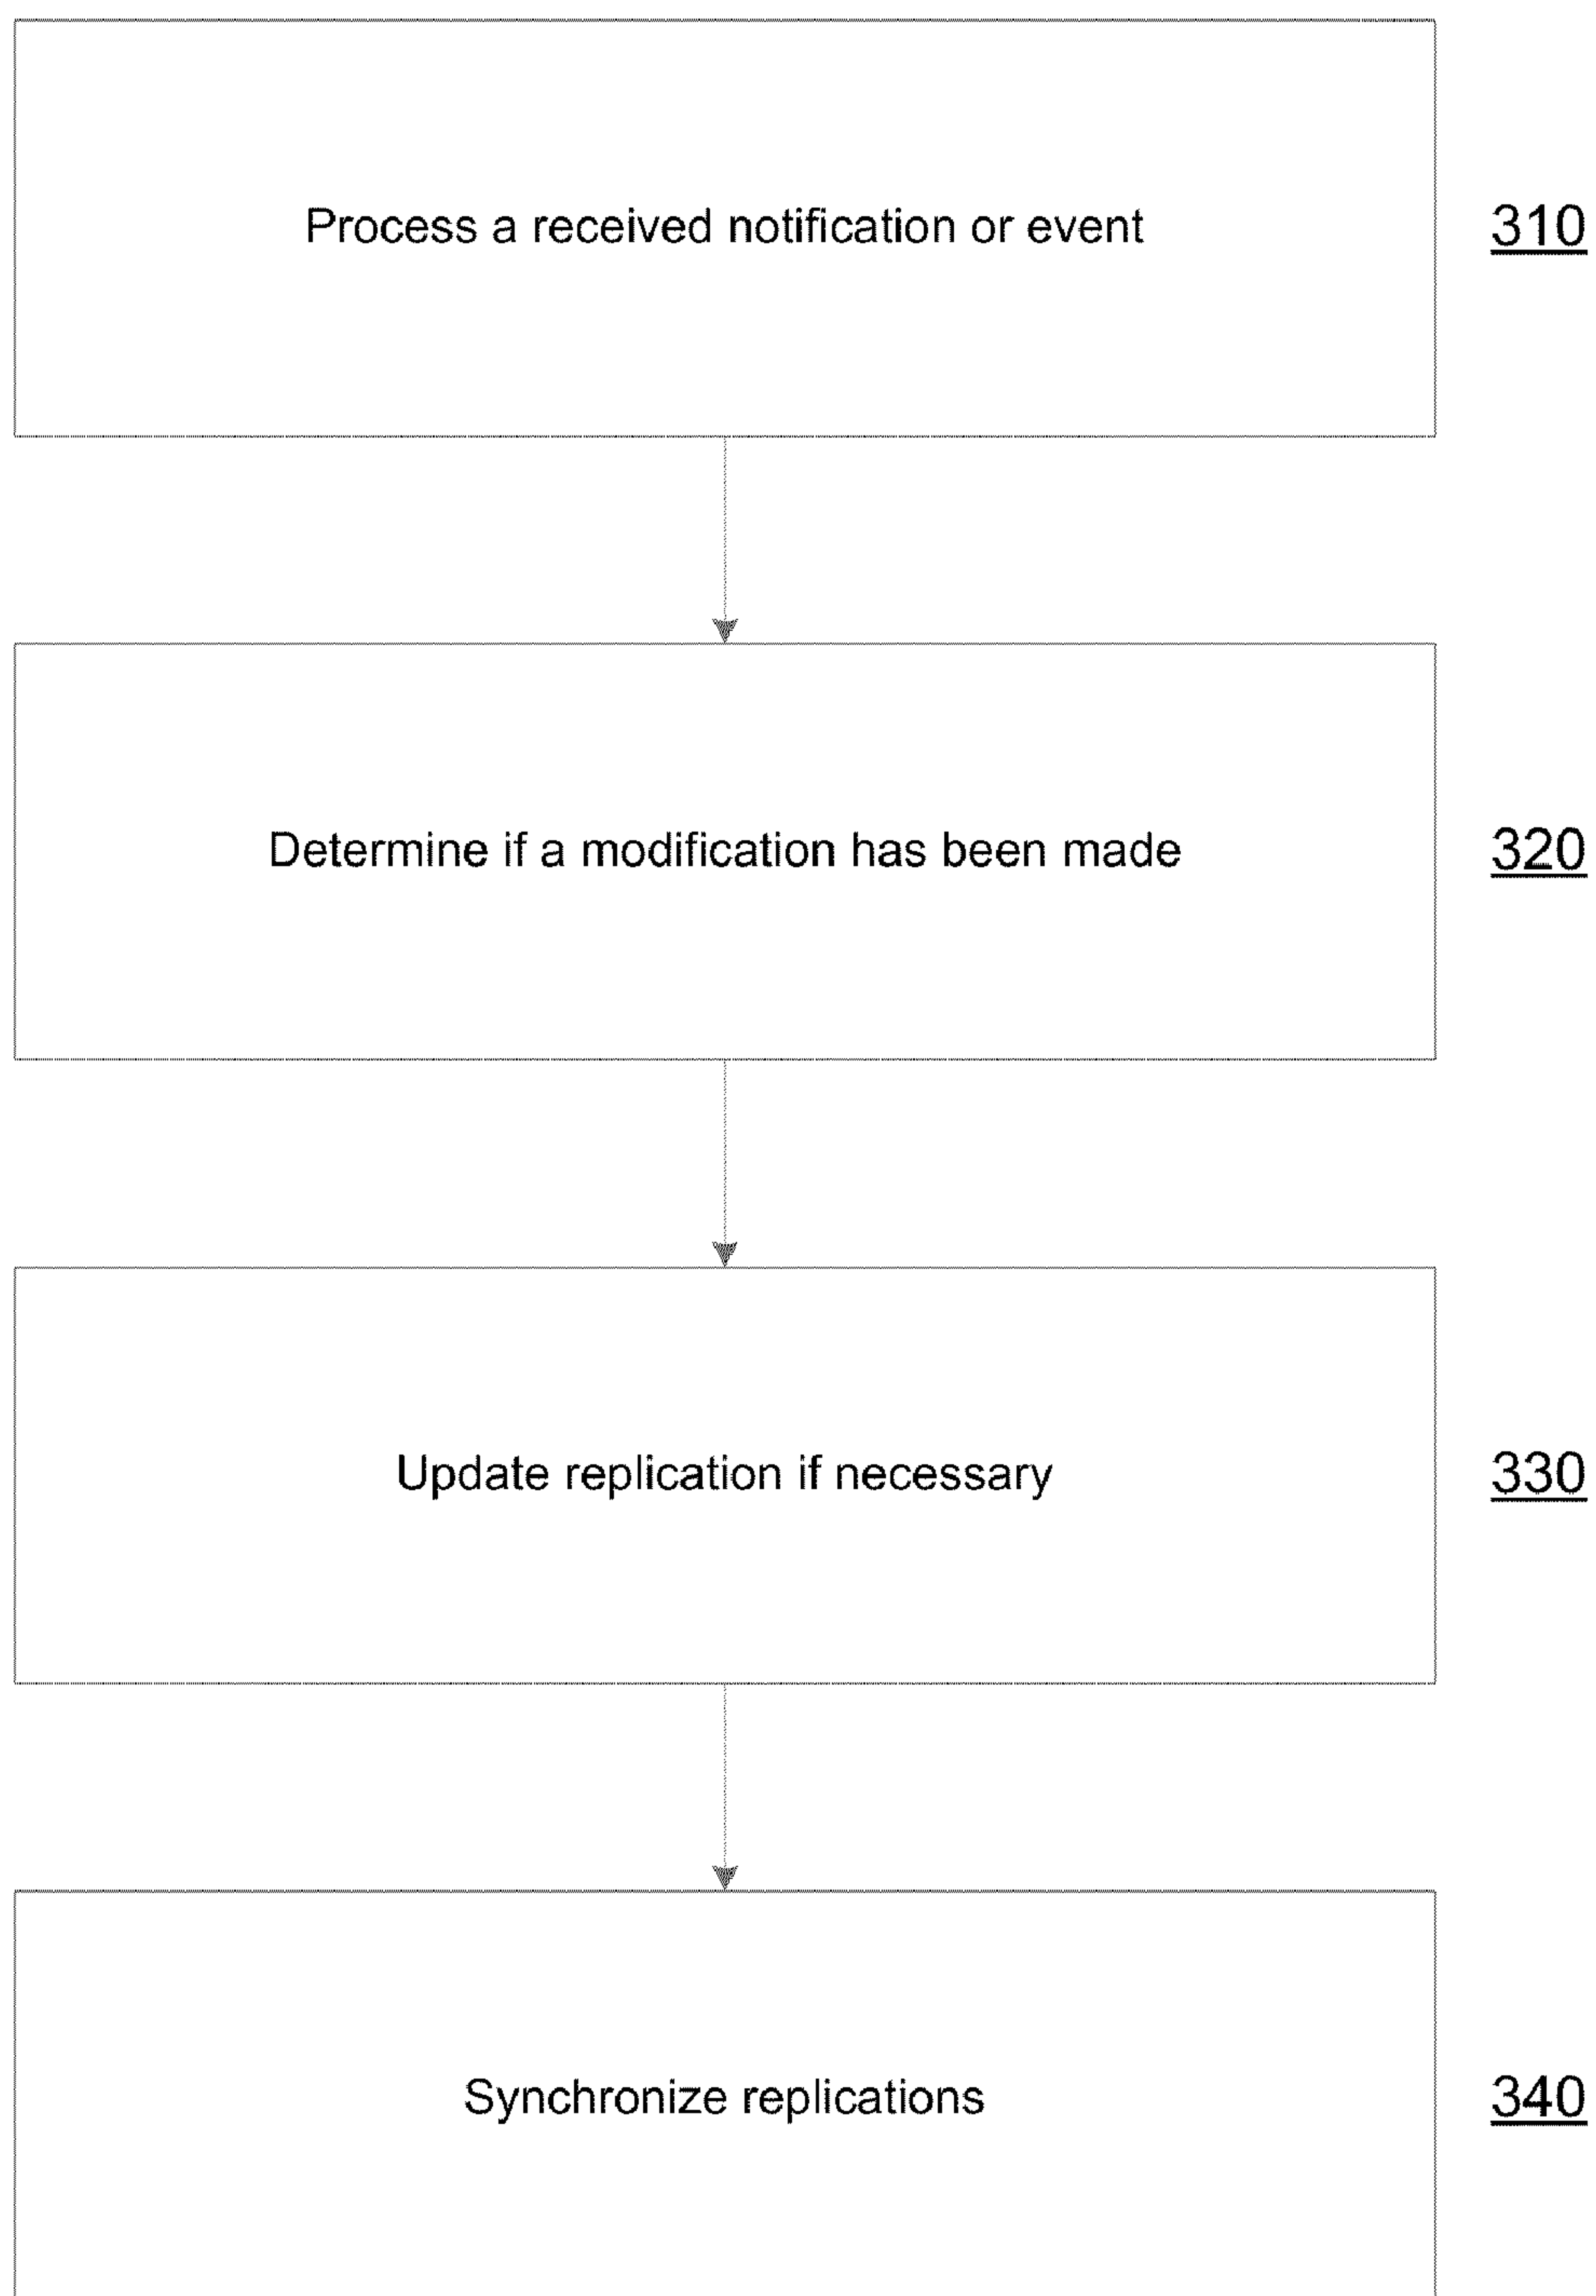 Process a received notification or event
310
Determine if a modification has been made
320
Update replication if necessary
330
Synchronize replications
340